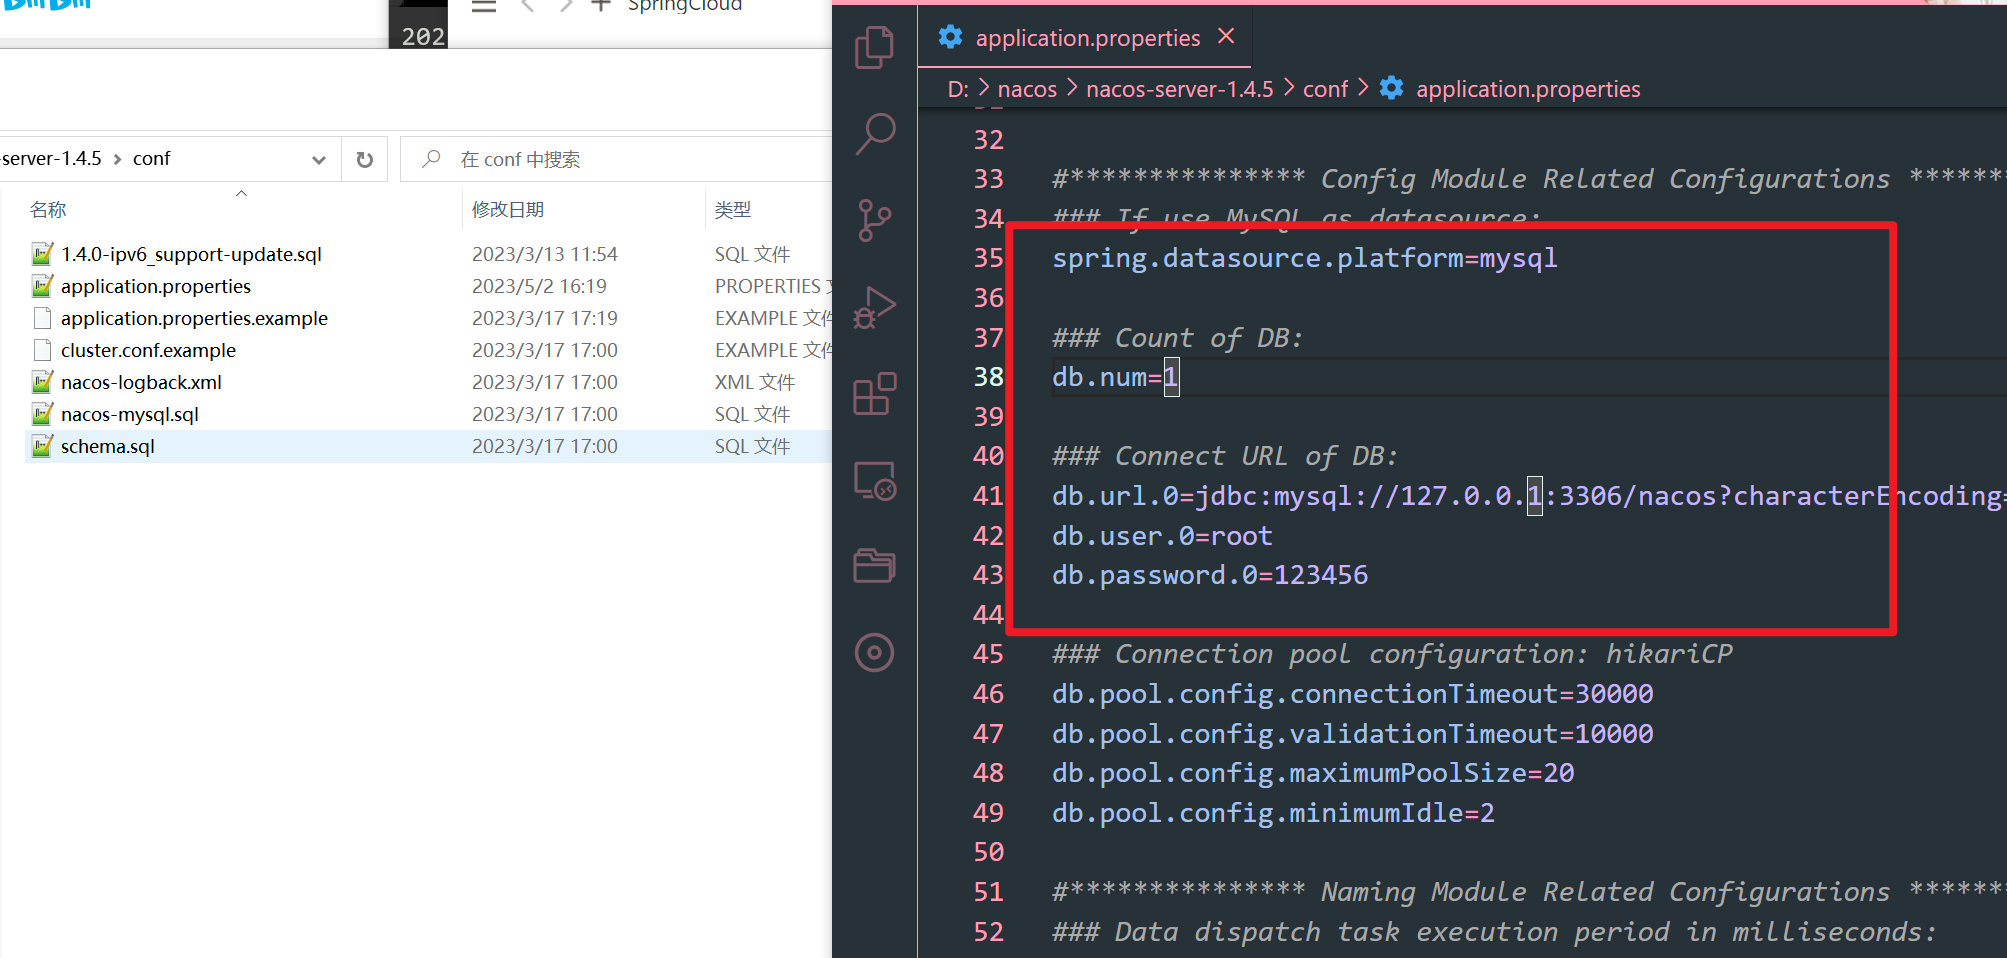 202
SpringCloud
-server-1.4.5 > conf
在 conf 中搜索
名称 修改日期 类型
1.4.0-ipv6_support-update.sql 2023/3/13 11:54 SQL 文件
application.properties 2023/5/2 16:19 PROPERTIES
application.properties.example 2023/3/17 17:19 EXAMPLE 文件
cluster.conf.example 2023/3/17 17:00 EXAMPLE 文件
nacos-logback.xml 2023/3/17 17:00 XML 文件
nacos-mysql.sql 2023/3/17 17:00 SQL 文件
schema.sql 2023/3/17 17:00 SQL 文件
application.properties
D: > nacos > nacos-server-1.4.5 > conf > application.properties
32
33 #*************** Config Module Related Configurations *******
34 ### If use MySQL as datasource:
35 spring.datasource.platform=mysql
36
37 ### Count of DB:
38 db.num=1
39
40 ### Connect URL of DB:
41 db.url.0=jdbc:mysql://127.0.0.1:3306/nacos?characterEncoding=
42 db.user.0=root
43 db.password.0=123456
44
45 ### Connection pool configuration: hikariCP
46 db.pool.config.connectionTimeout=30000
47 db.pool.config.validationTimeout=10000
48 db.pool.config.maximumPoolSize=20
49 db.pool.config.minimumIdle=2
50
51 #*************** Naming Module Related Configurations *******
52 ### Data dispatch task execution period in milliseconds: